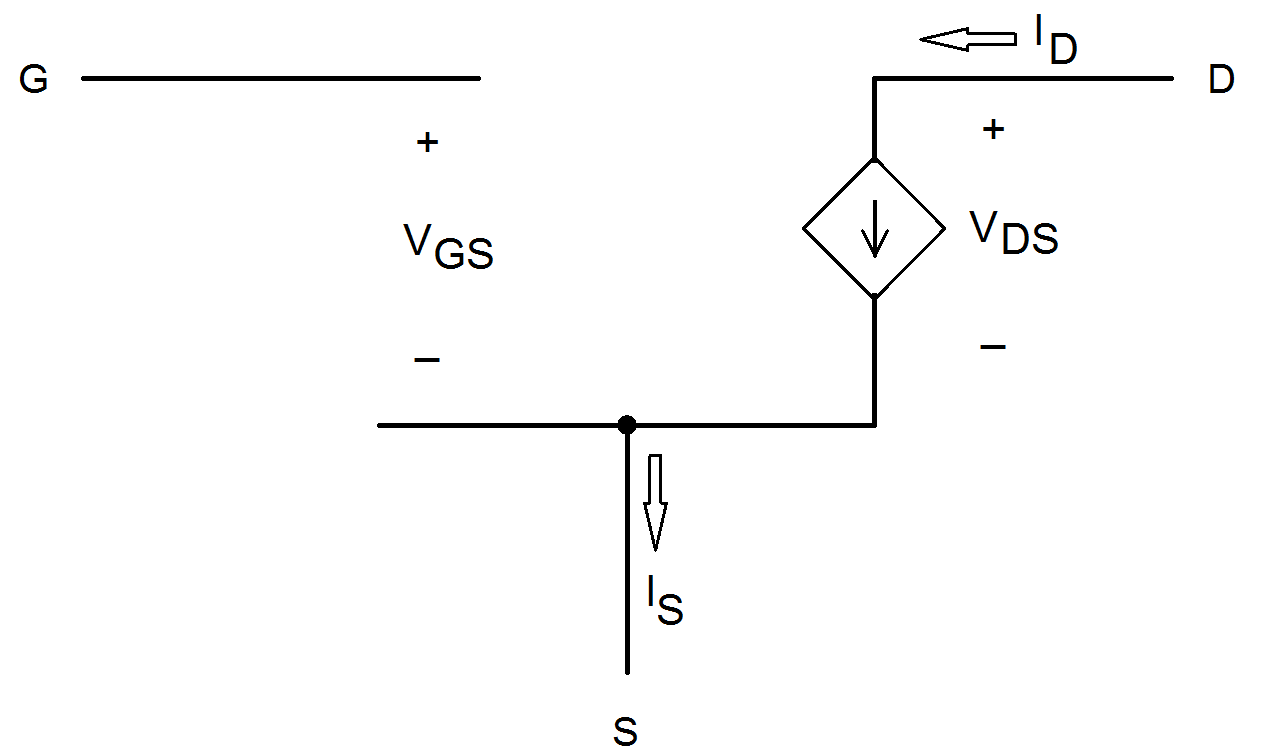 I_D
G
D
+
+
V_GS
V_DS
–
–
I_S
S